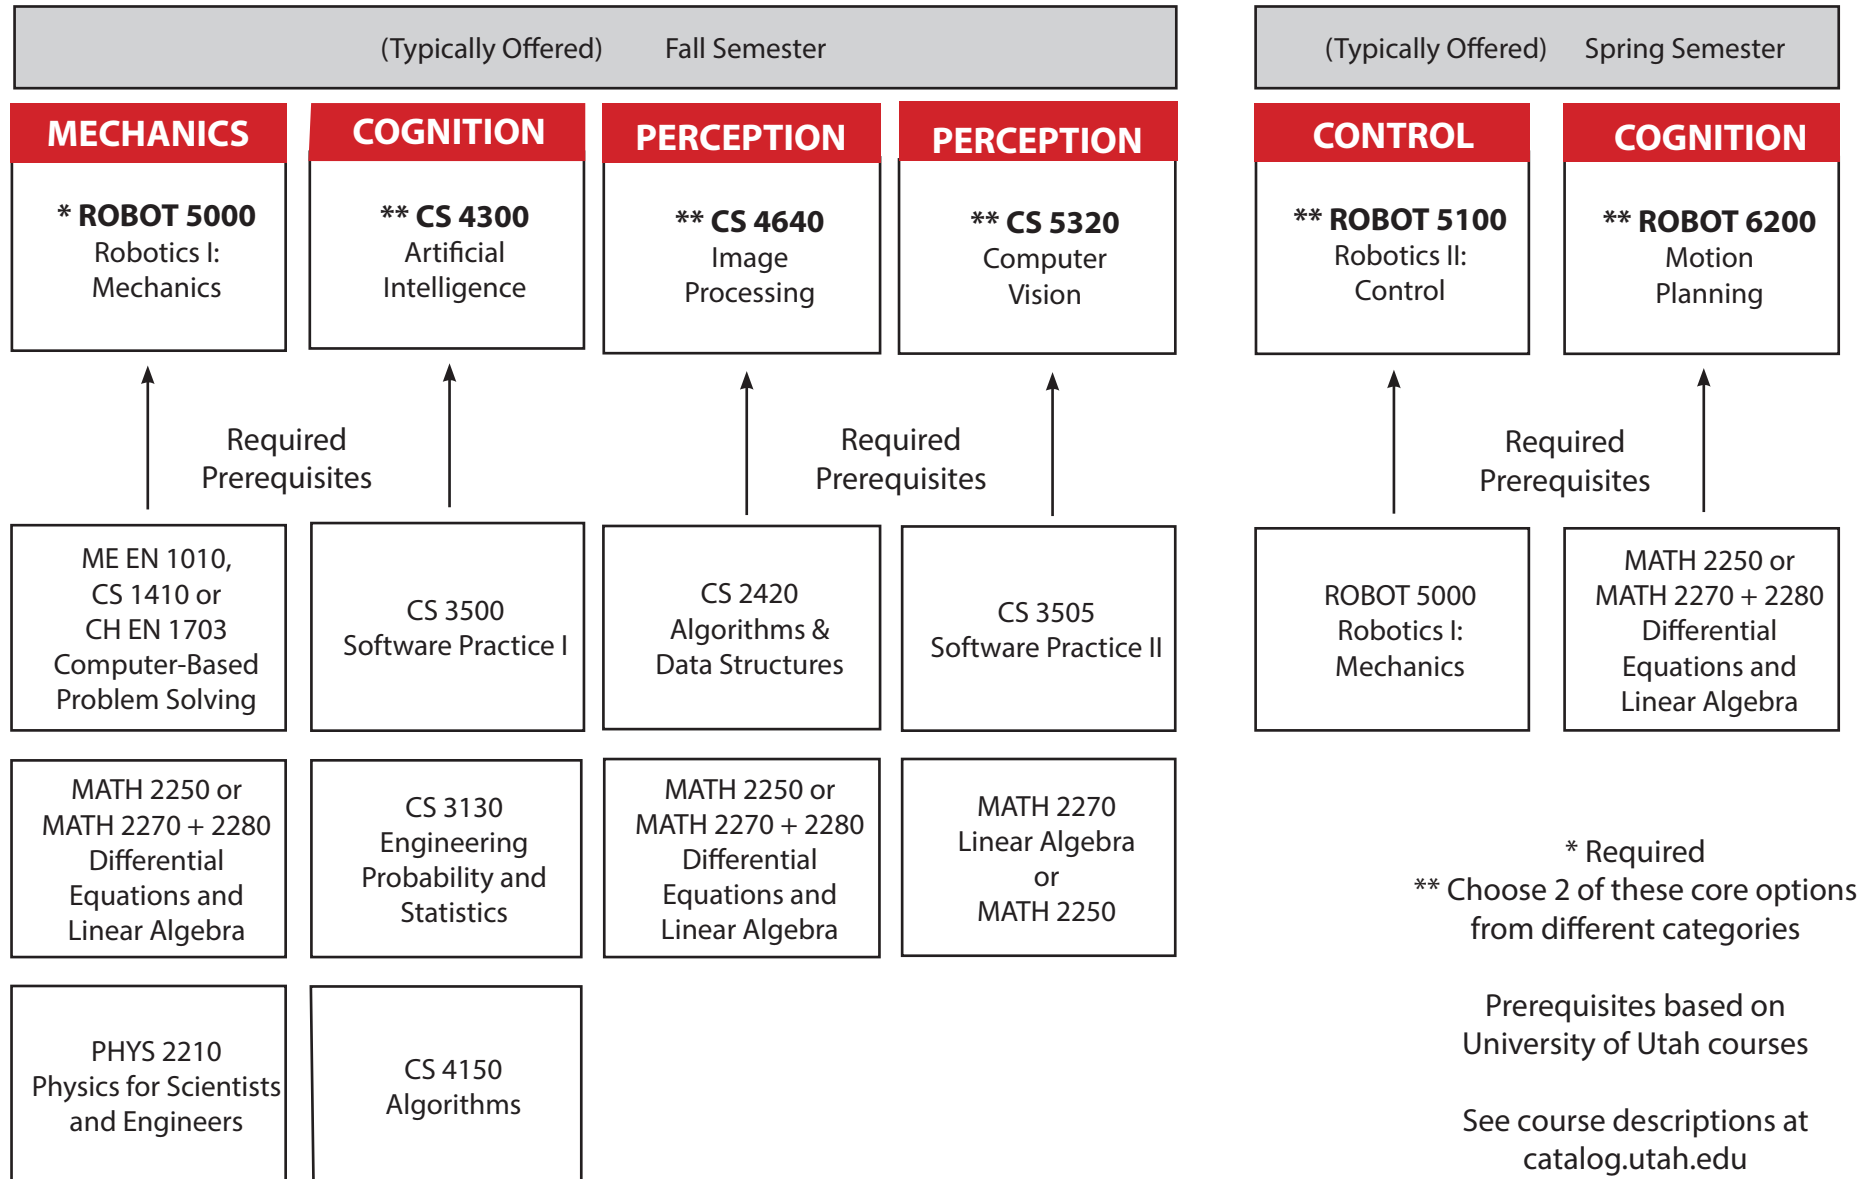 (Typically Offered) Fall Semester
(Typically Offered) Spring Semester
MECHANICS
* ROBOT 5000
Robotics I:
Mechanics
COGNITION
** CS 4300
Artificial
Intelligence
PERCEPTION
** CS 4640
Image
Processing
PERCEPTION
** CS 5320
Computer
Vision
CONTROL
** ROBOT 5100
Robotics II:
Control
COGNITION
** ROBOT 6200
Motion
Planning
Required
Prerequisites
Required
Prerequisites
Required
Prerequisites
ME EN 1010,
CS 1410 or
CH EN 1703
Computer-Based
Problem Solving
CS 3500
Software Practice I
CS 2420
Algorithms &
Data Structures
CS 3505
Software Practice II
ROBOT 5000
Robotics I:
Mechanics
MATH 2250 or
MATH 2270 + 2280
Differential
Equations and
Linear Algebra
MATH 2250 or
MATH 2270 + 2280
Differential
Equations and
Linear Algebra
CS 3130
Engineering
Probability and
Statistics
MATH 2250 or
MATH 2270 + 2280
Differential
Equations and
Linear Algebra
MATH 2270
Linear Algebra
or
MATH 2250
PHYS 2210
Physics for Scientists
and Engineers
CS 4150
Algorithms
* Required
** Choose 2 of these core options
from different categories
Prerequisites based on
University of Utah courses
See course descriptions at
catalog.utah.edu